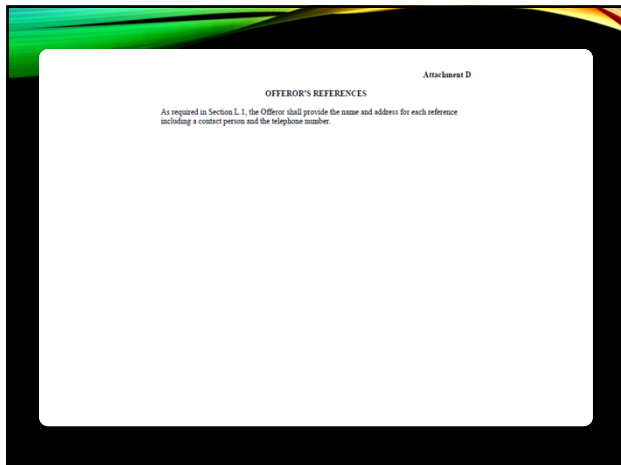 Attachment D
OFFEROR'S REFERENCES
As required in Section L.1, the Offeror shall provide the name and address for each reference
including a contact person and the telephone number.